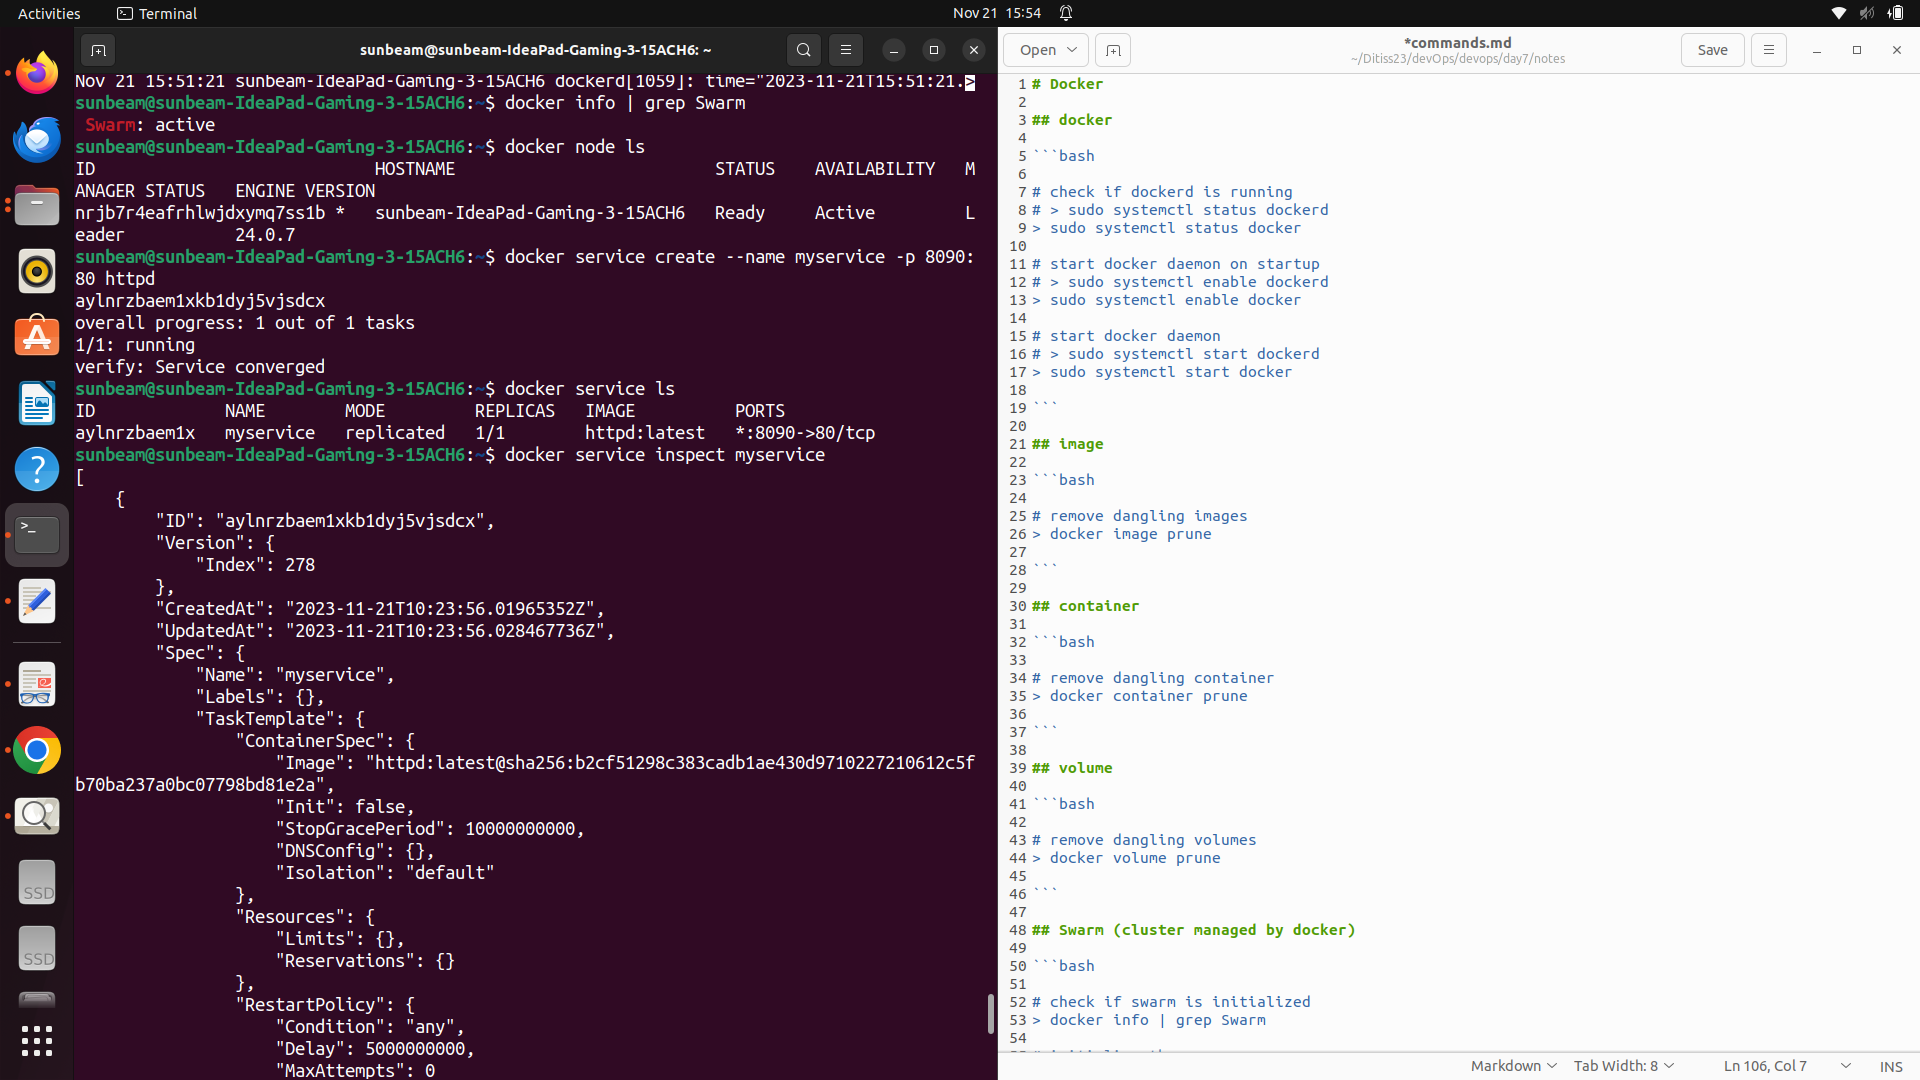 Activities
Terminal
Nov 21 15:54
sunbeam@sunbeam-IdeaPad-Gaming-3-15ACH6: ~
Nov 21 15:51:21 sunbeam-IdeaPad-Gaming-3-15ACH6 dockerd[1059]: time="2023-11-21T15:51:21.>
sunbeam@sunbeam-IdeaPad-Gaming-3-15ACH6:~$ docker info | grep Swarm
Swarm: active
sunbeam@sunbeam-IdeaPad-Gaming-3-15ACH6:~$ docker node ls
ID HOSTNAME STATUS AVAILABILITY M
ANAGER STATUS ENGINE VERSION
nrjb7r4eafrhlwjdxymq7ss1b * sunbeam-IdeaPad-Gaming-3-15ACH6 Ready Active L
eader 24.0.7
sunbeam@sunbeam-IdeaPad-Gaming-3-15ACH6:~$ docker service create --name myservice -p 8090:
80 httpd
aylnrzbaem1xkb1dyj5vjsdcx
overall progress: 1 out of 1 tasks
1/1: running
verify: Service converged
sunbeam@sunbeam-IdeaPad-Gaming-3-15ACH6:~$ docker service ls
ID NAME MODE REPLICAS IMAGE PORTS
aylnrzbaem1x myservice replicated 1/1 httpd:latest *:8090->80/tcp
sunbeam@sunbeam-IdeaPad-Gaming-3-15ACH6:~$ docker service inspect myservice
[
{
"ID": "aylnrzbaem1xkb1dyj5vjsdcx",
"Version": {
"Index": 278
},
"CreatedAt": "2023-11-21T10:23:56.01965352Z",
"UpdatedAt": "2023-11-21T10:23:56.028467736Z",
"Spec": {
"Name": "myservice",
"Labels": {},
"TaskTemplate": {
"ContainerSpec": {
"Image": "httpd:latest@sha256:b2cf51298c383cadb1ae430d9710227210612c5f
b70ba237a0bc07798bd81e2a",
"Init": false,
"StopGracePeriod": 10000000000,
"DNSConfig": {},
"Isolation": "default"
},
"Resources": {
"Limits": {},
"Reservations": {}
},
"RestartPolicy": {
"Condition": "any",
"Delay": 5000000000,
"MaxAttempts": 0
SSD
SSD
Open
*commands.md
~/Ditiss23/devOps/devops/day7/notes
Save
1 # Docker
2
3 ## docker
4
5 ```bash
6
7 # check if dockerd is running
8 # > sudo systemctl status dockerd
9 > sudo systemctl status docker
10
11 # start docker daemon on startup
12 # > sudo systemctl enable dockerd
13 > sudo systemctl enable docker
14
15 # start docker daemon
16 # > sudo systemctl start dockerd
17 > sudo systemctl start docker
18
19 ```
20
21 ## image
22
23 ```bash
24
25 # remove dangling images
26 > docker image prune
27
28 ```
29
30 ## container
31
32 ```bash
33
34 # remove dangling container
35 > docker container prune
36
37 ```
38
39 ## volume
40
41 ```bash
42
43 # remove dangling volumes
44 > docker volume prune
45
46 ```
47
48 ## Swarm (cluster managed by docker)
49
50 ```bash
51
52 # check if swarm is initialized
53 > docker info | grep Swarm
54
Markdown Tab Width: 8 Ln 106, Col 7 INS